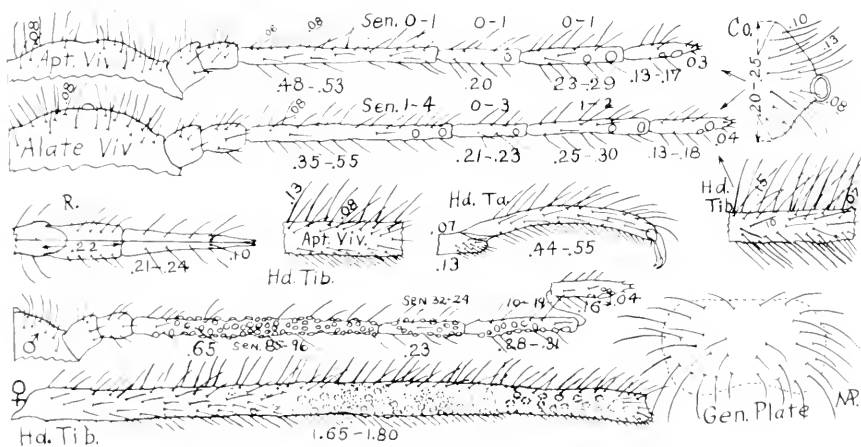 .08 .08 .06 .08 Sen. 0-1 0-1 0-1 Co. .10
Apt. Viv .48-.53 .20 .23-.29 .13-.17 .03 .20-.25 .13
.08 .08 Sen. 1-4 0-3 1-2 .08
Alate Viv .35-.55 .21-.23 .25-.30 .13-.18 .04
R. .13 .08 Hd. Ta. Hd. Tib. .15 .07
.22 Apt. Viv. .07 .10
.21-.24 .10 Hd. Tib. .13 .44-.55
SEN 32-24 10-19 .16-.04
♂ .65 SEN. 85-96 .23 .28-.31
♀ Gen. Plate
Hd. Tib. 1.65-1.80